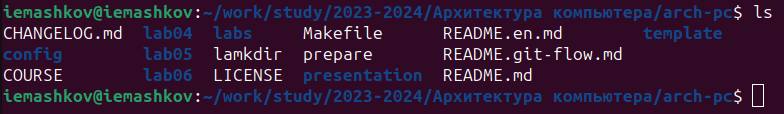 iemashkov@iemashkov:~/work/study/2023-2024/Архитектура компьютера/arch-pc$ ls
CHANGELOG.md lab04 labs Makefile README.en.md template
config lab05 lamkdir prepare README.git-flow.md
COURSE lab06 LICENSE presentation README.md
iemashkov@iemashkov:~/work/study/2023-2024/Архитектура компьютера/arch-pc$